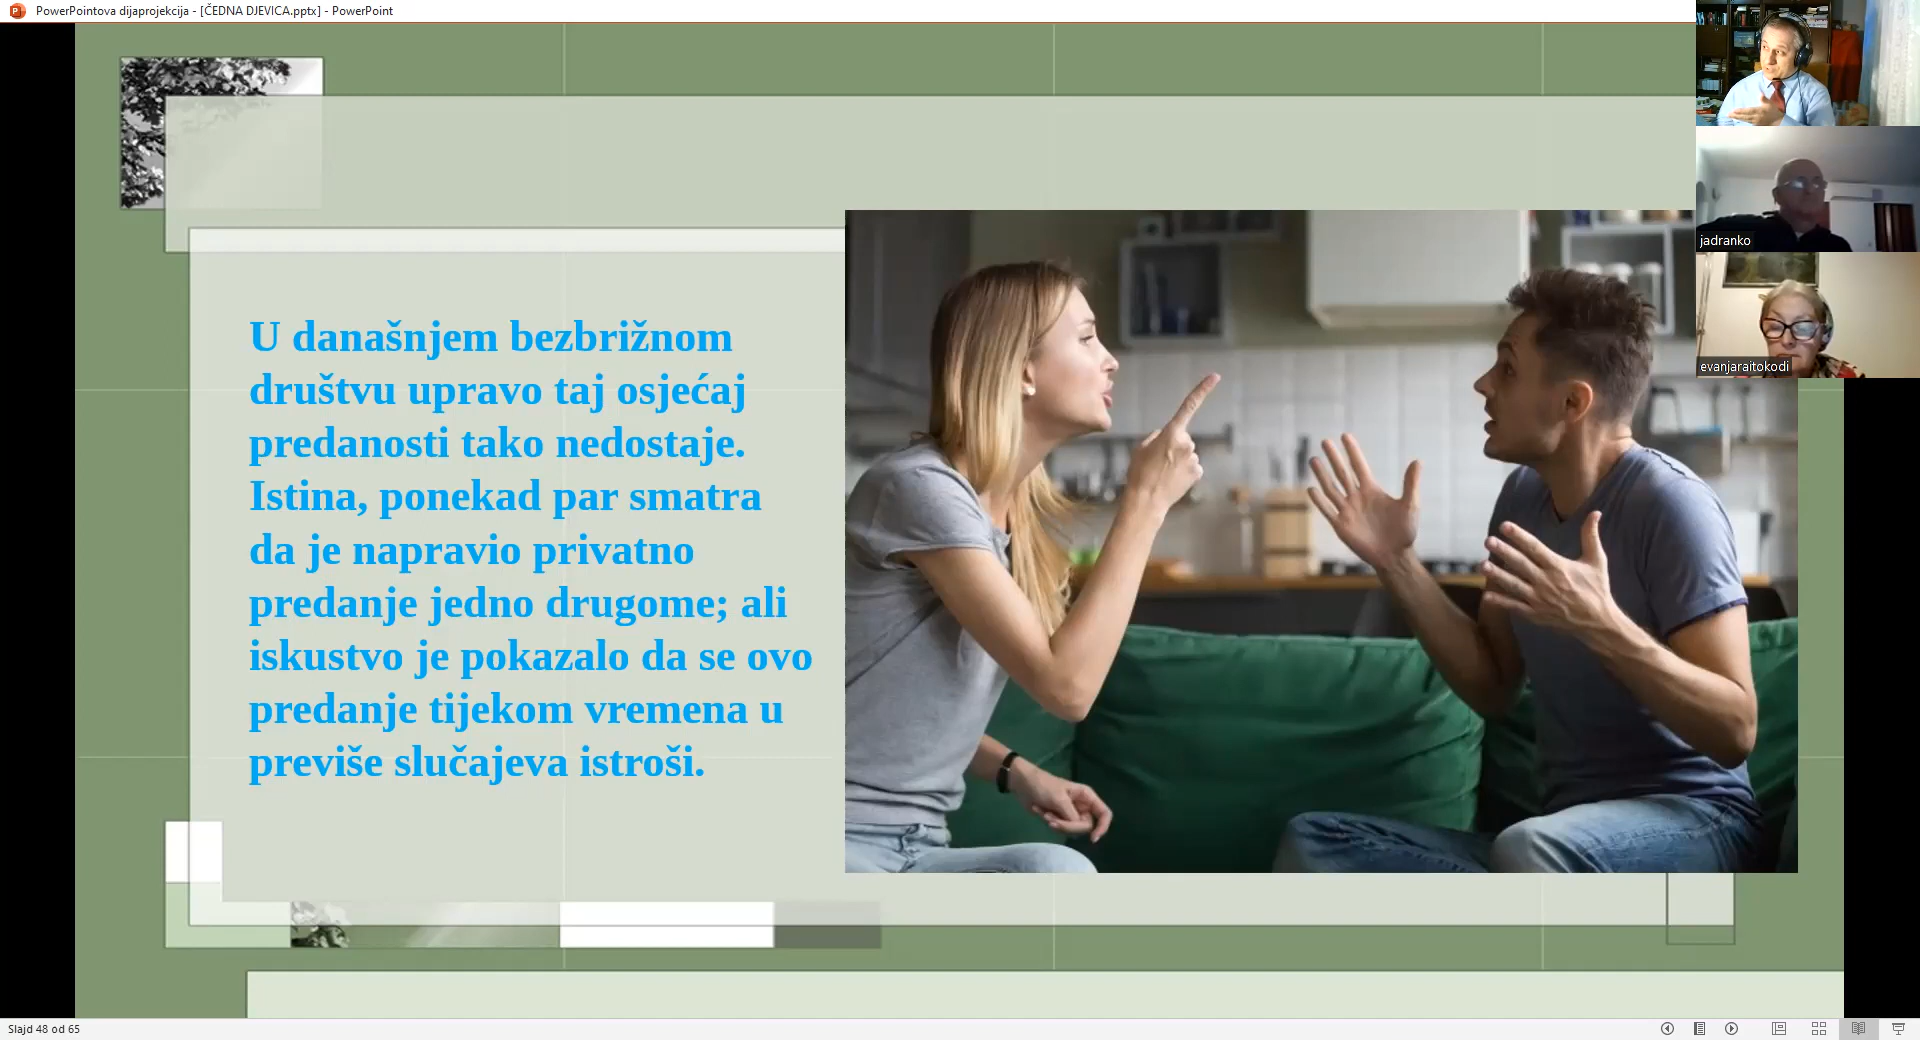 PowerPointova dijaprojekcija - [ČEDNA DJEVICA.pptx] - PowerPoint
U današnjem bezbrižnom
društvu upravo taj osjećaj
predanosti tako nedostaje.
Istina, ponekad par smatra
da je napravio privatno
predanje jedno drugome; ali
iskustvo je pokazalo da se ovo
predanje tijekom vremena u
previše slučajeva istroši.
jadranko
evanjaraitokodi
Slajd 48 od 65